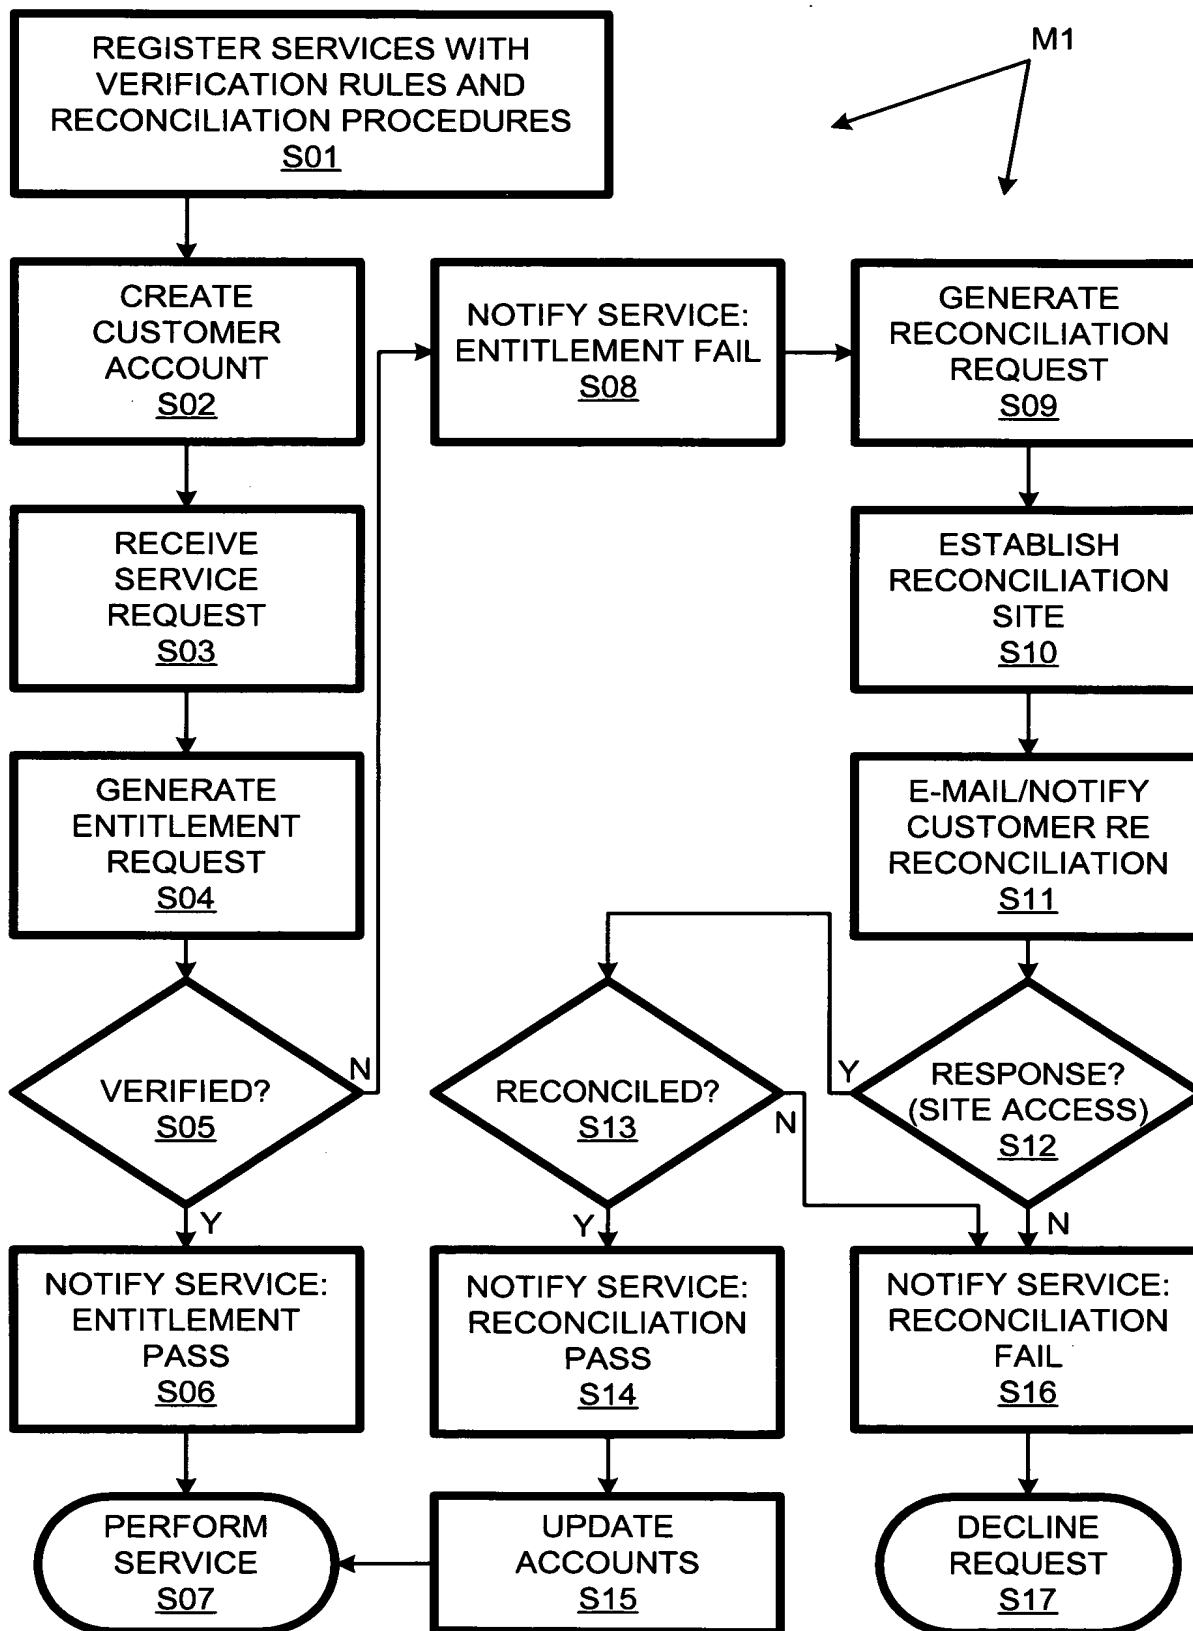 REGISTER SERVICES WITH
VERIFICATION RULES AND
RECONCILIATION PROCEDURES
S01
M1
CREATE
CUSTOMER
ACCOUNT
S02
NOTIFY SERVICE:
ENTITLEMENT FAIL
S08
GENERATE
RECONCILIATION
REQUEST
S09
RECEIVE
SERVICE
REQUEST
S03
ESTABLISH
RECONCILIATION
SITE
S10
GENERATE
ENTITLEMENT
REQUEST
S04
E-MAIL/NOTIFY
CUSTOMER RE
RECONCILIATION
S11
VERIFIED?
S05
N
Y
RECONCILED?
S13
N
Y
RESPONSE?
(SITE ACCESS)
S12
Y
N
NOTIFY SERVICE:
ENTITLEMENT
PASS
S06
NOTIFY SERVICE:
RECONCILIATION
PASS
S14
NOTIFY SERVICE:
RECONCILIATION
FAIL
S16
PERFORM
SERVICE
S07
UPDATE
ACCOUNTS
S15
DECLINE
REQUEST
S17